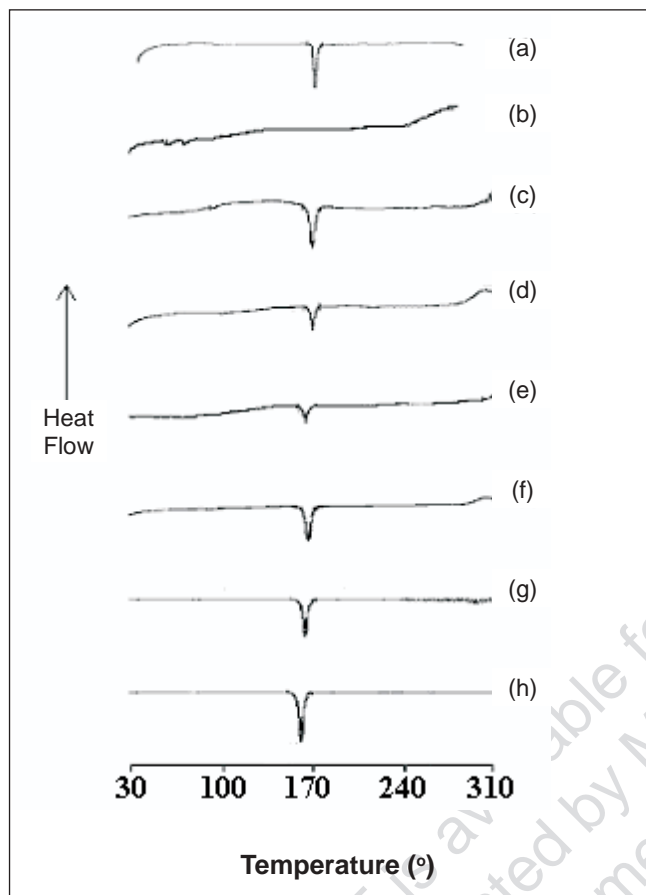 (a)
(b)
(c)
(d)
(e)
Heat
Flow
(f)
(g)
(h)
30 100 170 240 310
Temperature (º)